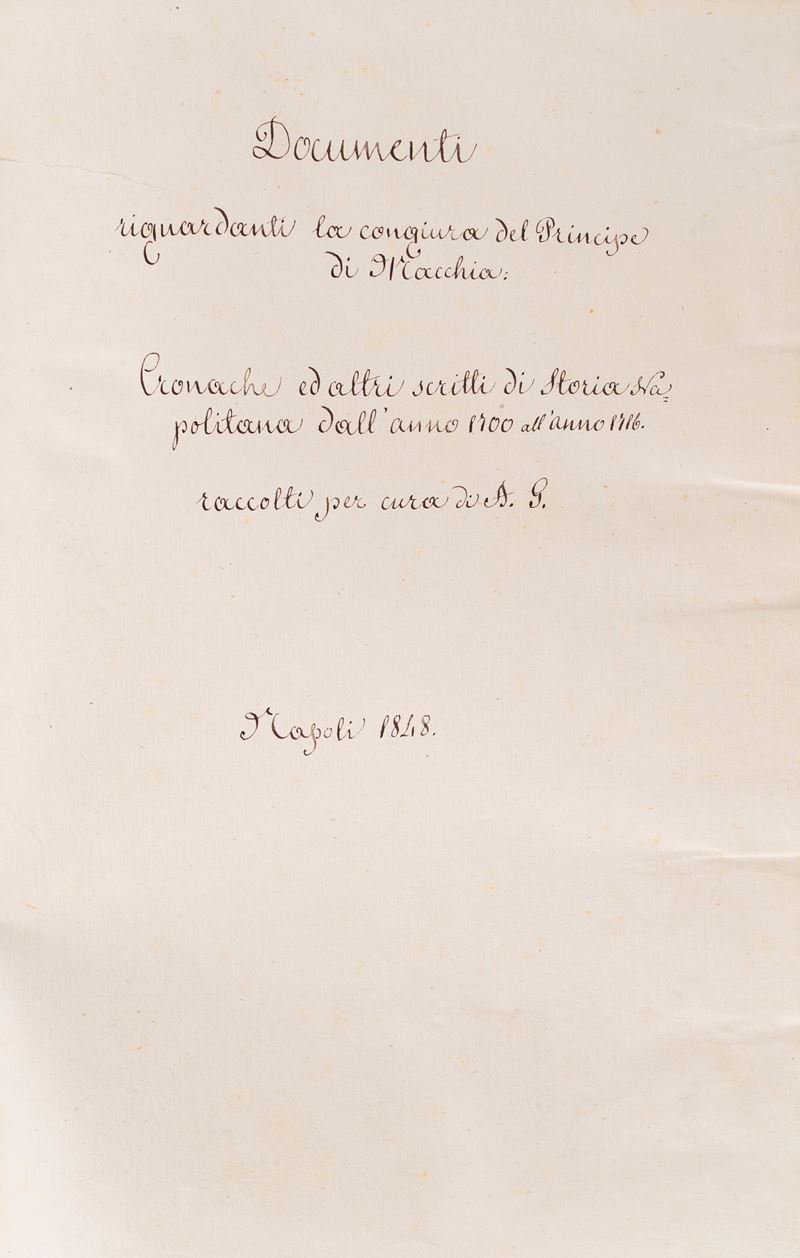 Documenti
riguardanti la congiura del Principe
di Macchia:
Cronache ed altri scritti di Storia Na=
politana dall'anno 1700 all'anno 1716.
raccolti per cura di A. G.
Napoli 1848.